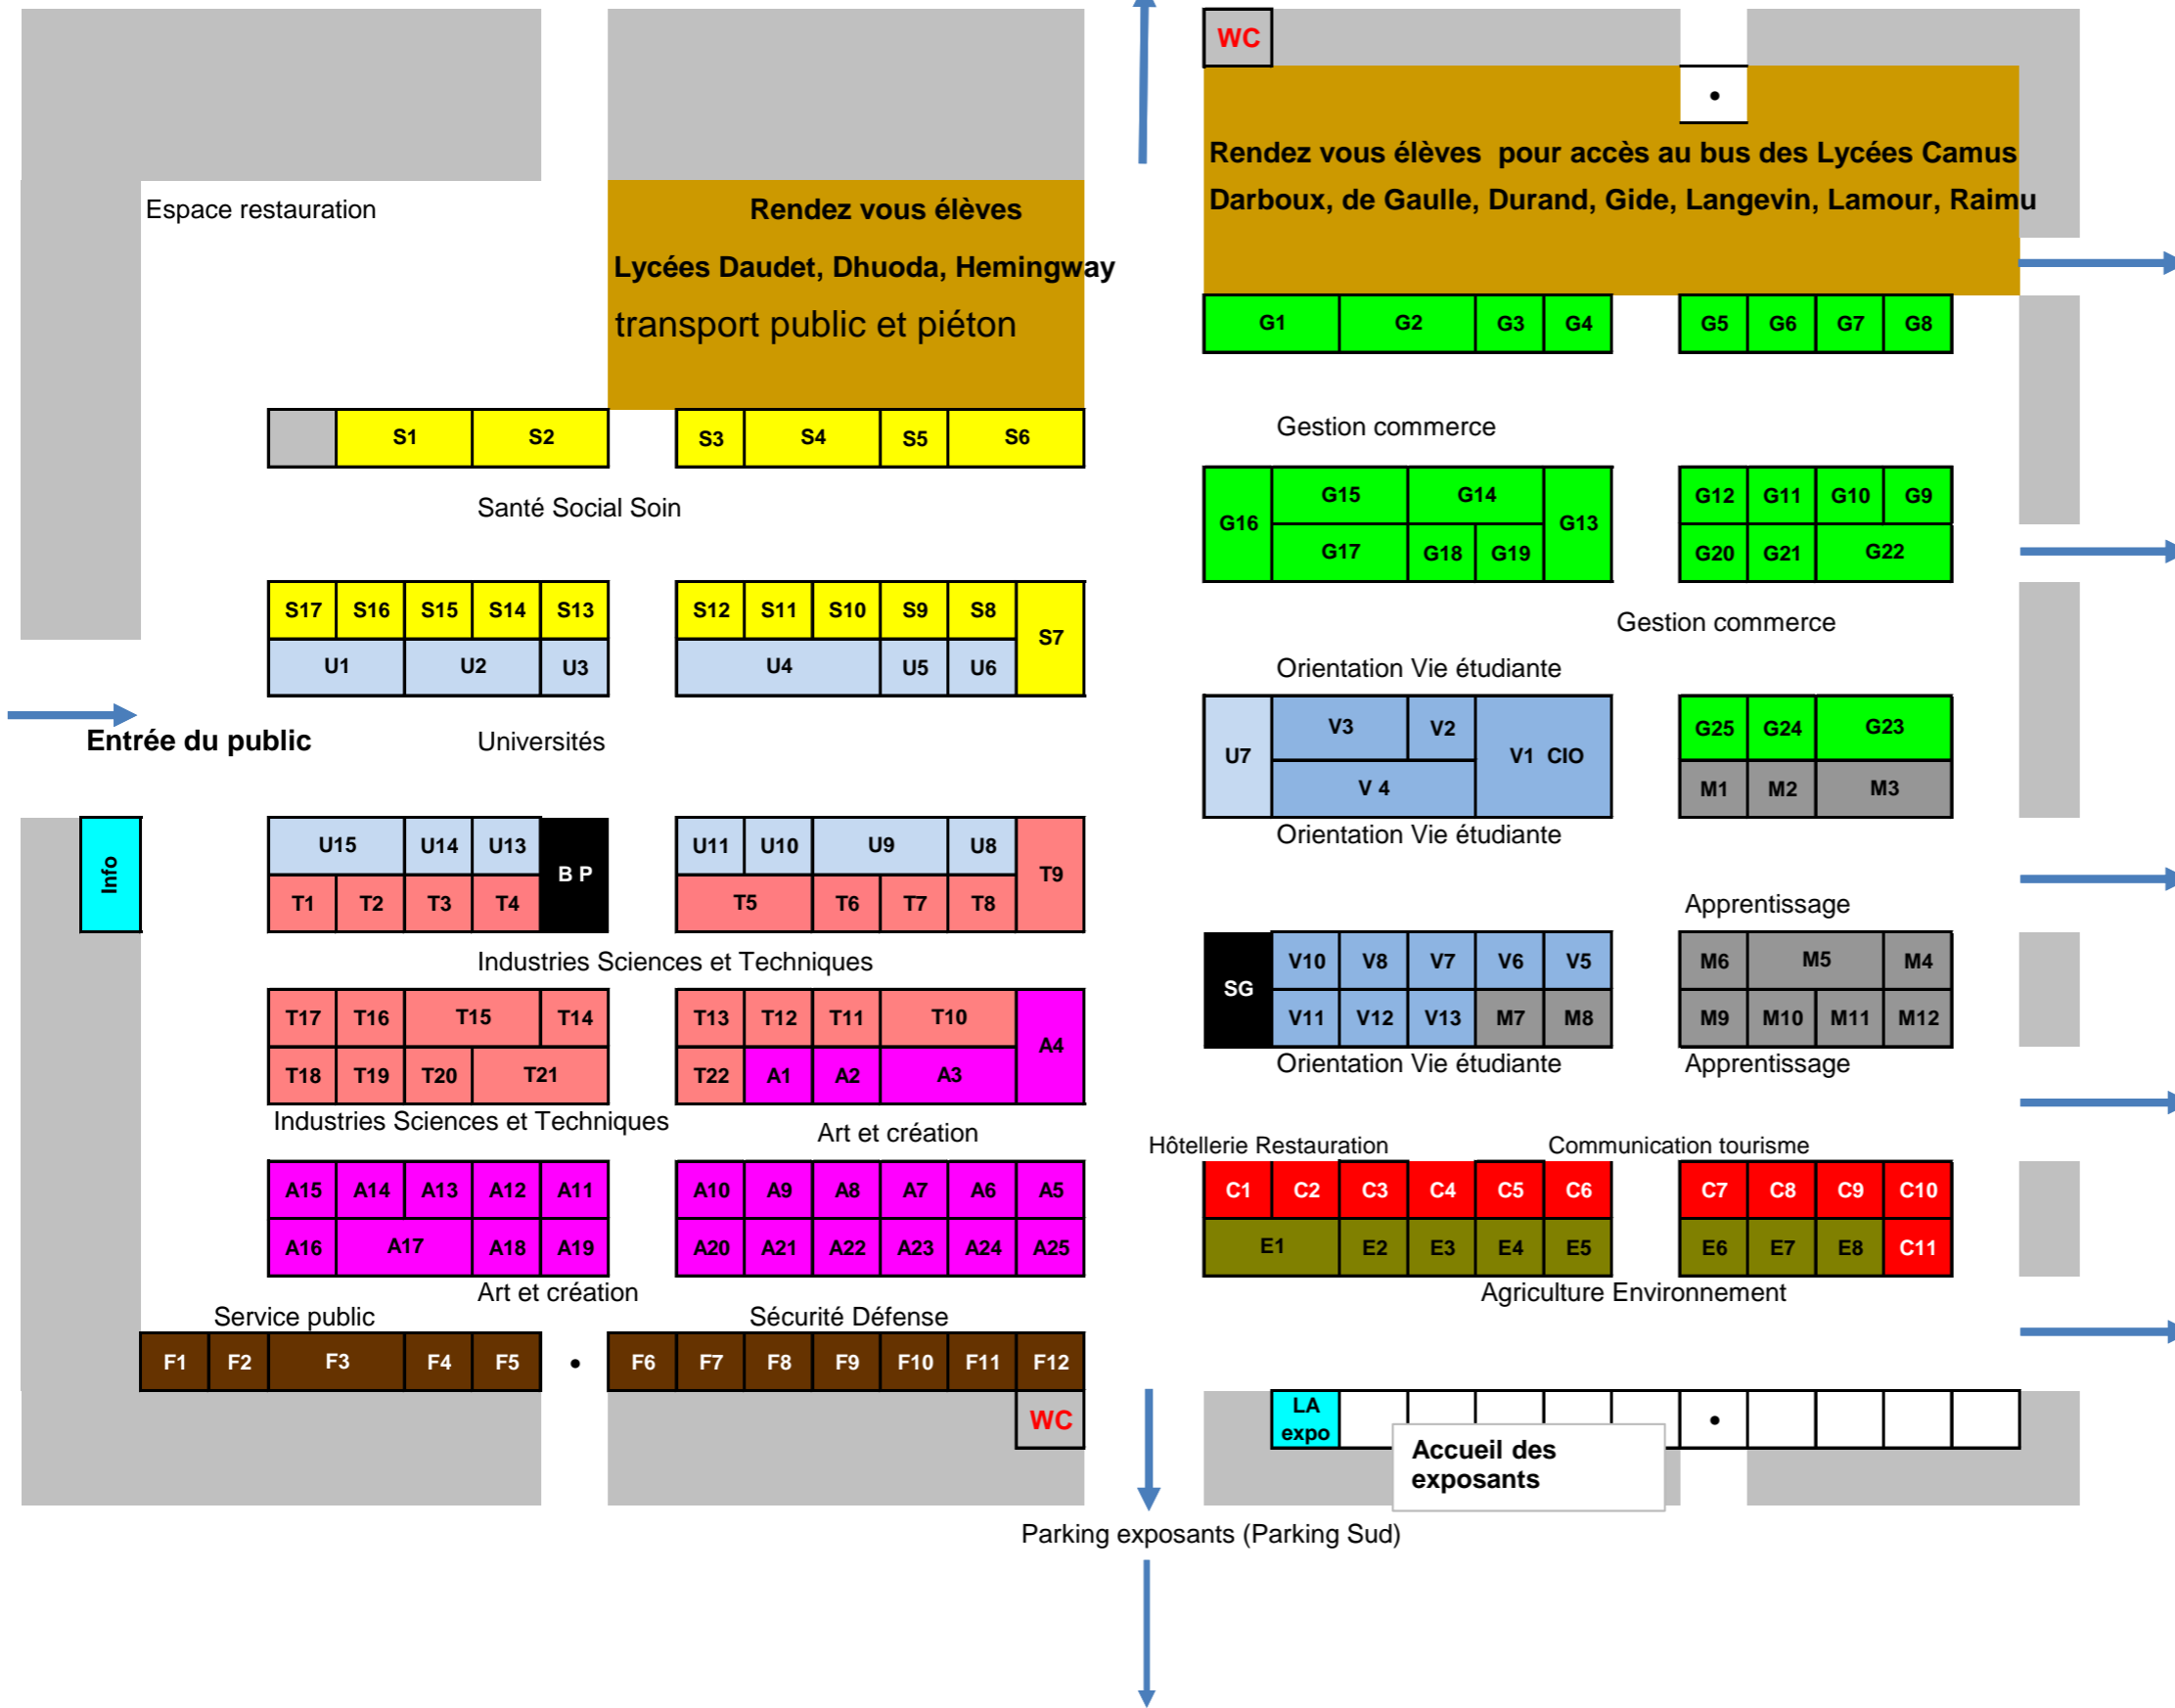 WC
•
Rendez vous élèves pour accès au bus des Lycées Camus
Darboux, de Gaulle, Durand, Gide, Langevin, Lamour, Raimu
Espace restauration
Rendez vous élèves
Lycées Daudet, Dhuoda, Hemingway
transport public et piéton
G1 G2 G3 G4 G5 G6 G7 G8
S1 S2 S3 S4 S5 S6
Gestion commerce
Santé Social Soin
G16 G15 G14 G13 G12 G11 G10 G9
G17 G18 G19 G20 G21 G22
S17 S16 S15 S14 S13 S12 S11 S10 S9 S8 S7
U1 U2 U3 U4 U5 U6
Gestion commerce
Orientation Vie étudiante
Entrée du public
Universités
U7 V3 V2 V1 CIO G25 G24 G23
V 4 M1 M2 M3
Orientation Vie étudiante
Info
U15 U14 U13 B P U11 U10 U9 U8 T9
T1 T2 T3 T4 T5 T6 T7 T8
Apprentissage
Industries Sciences et Techniques
SG V10 V8 V7 V6 V5 M6 M5 M4
V11 V12 V13 M7 M8 M9 M10 M11 M12
T17 T16 T15 T14 T13 T12 T11 T10 A4
T18 T19 T20 T21 T22 A1 A2 A3
Orientation Vie étudiante
Apprentissage
Industries Sciences et Techniques
Art et création
Hôtellerie Restauration
Communication tourisme
A15 A14 A13 A12 A11 A10 A9 A8 A7 A6 A5 C1 C2 C3 C4 C5 C6 C7 C8 C9 C10
A16 A17 A18 A19 A20 A21 A22 A23 A24 A25 E1 E2 E3 E4 E5 E6 E7 E8 C11
Art et création
Agriculture Environnement
Service public
Sécurité Défense
F1 F2 F3 F4 F5 • F6 F7 F8 F9 F10 F11 F12
WC
LA
expo
•
Accueil des
exposants
Parking exposants (Parking Sud)